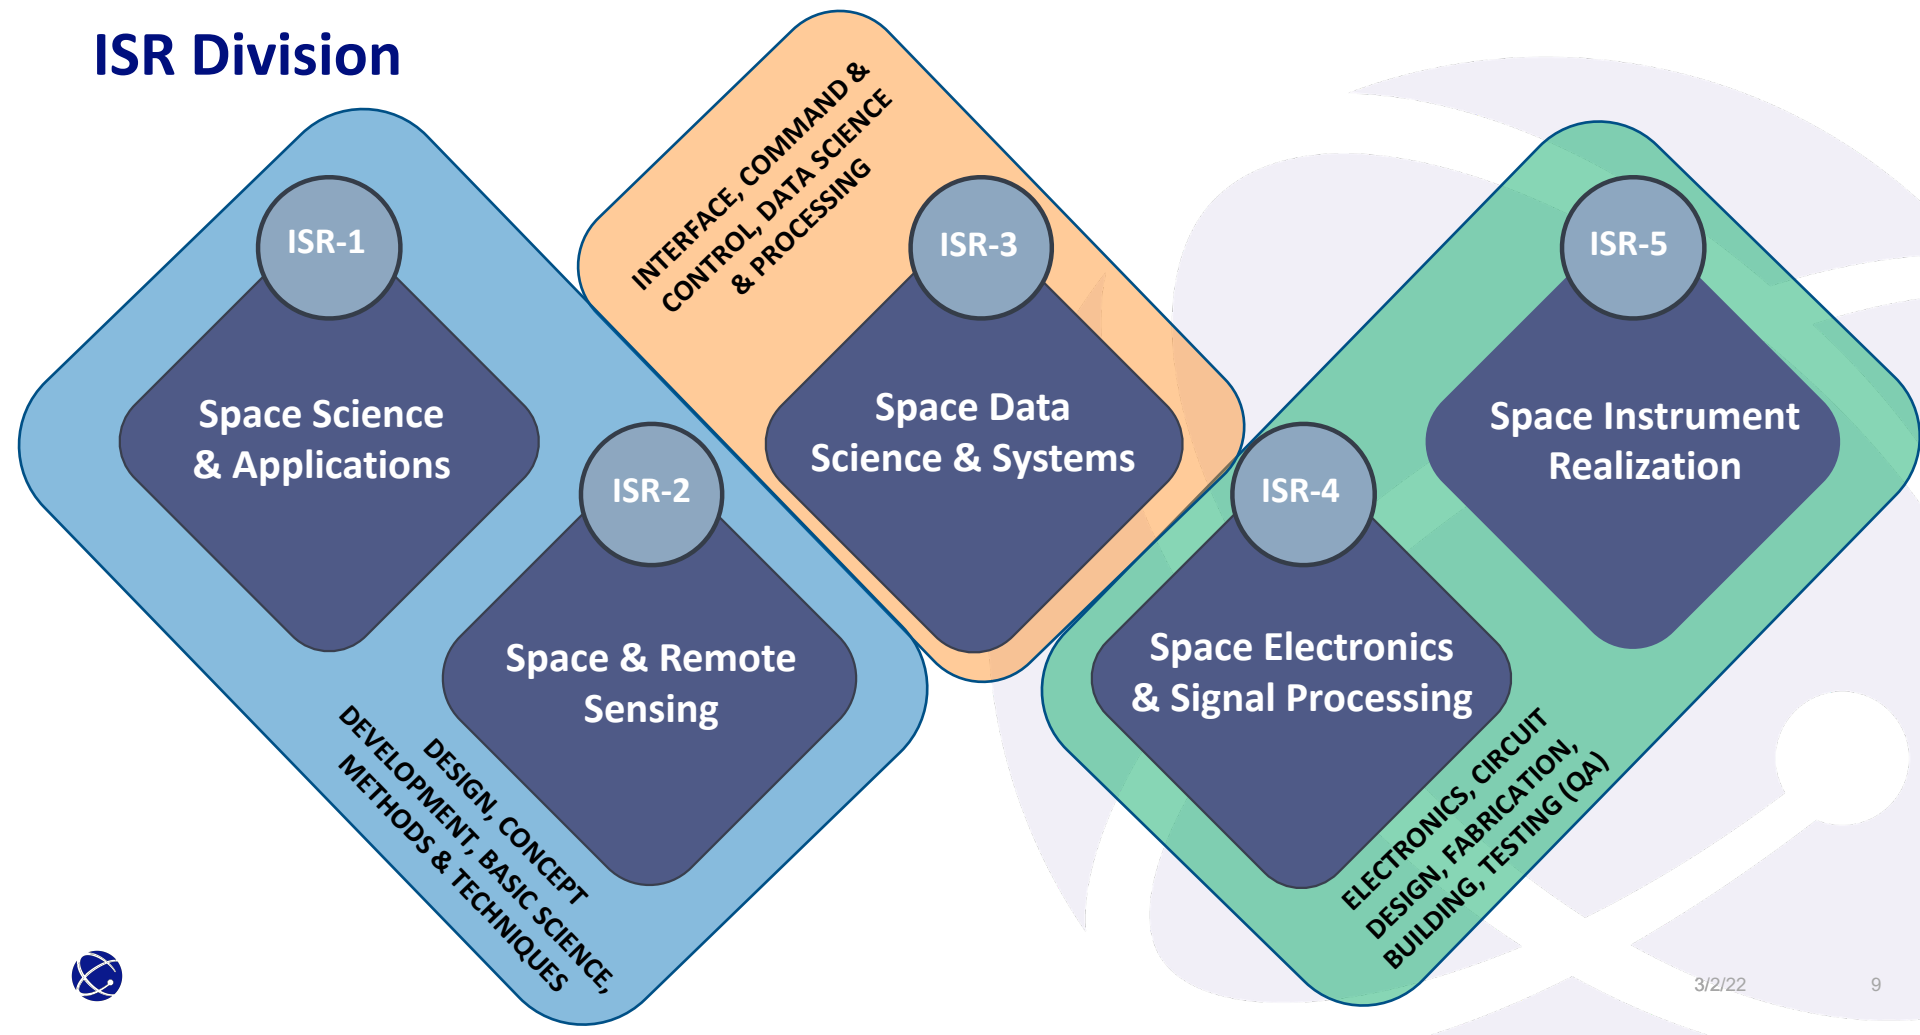 ISR Division
ISR-1
Space Science
& Applications
ISR-2
Space & Remote
Sensing
DESIGN, CONCEPT
DEVELOPMENT, BASIC SCIENCE,
METHODS & TECHNIQUES
INTERFACE, COMMAND &
CONTROL, DATA SCIENCE
& PROCESSING
ISR-3
Space Data
Science & Systems
ISR-4
Space Electronics
& Signal Processing
ISR-5
Space Instrument
Realization
ELECTRONICS, CIRCUIT
DESIGN, FABRICATION,
BUILDING, TESTING (QA)
3/2/22
9